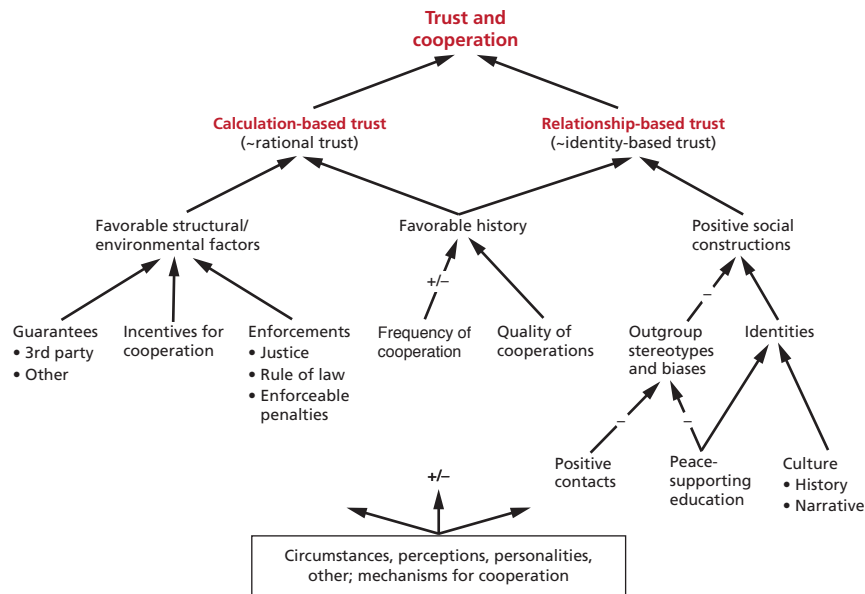 Trust and
cooperation
Calculation-based trust
(~rational trust)
Relationship-based trust
(~identity-based trust)
Favorable structural/
environmental factors
Favorable history
Positive social
constructions
+/–
–
Guarantees
• 3rd party
• Other
Incentives for
cooperation
Enforcements
• Justice
• Rule of law
• Enforceable
penalties
Frequency of
cooperation
Quality of
cooperations
Outgroup
stereotypes
and biases
Identities
–
–
Positive
contacts
Peace-
supporting
education
Culture
• History
• Narrative
+/–
Circumstances, perceptions, personalities,
other; mechanisms for cooperation